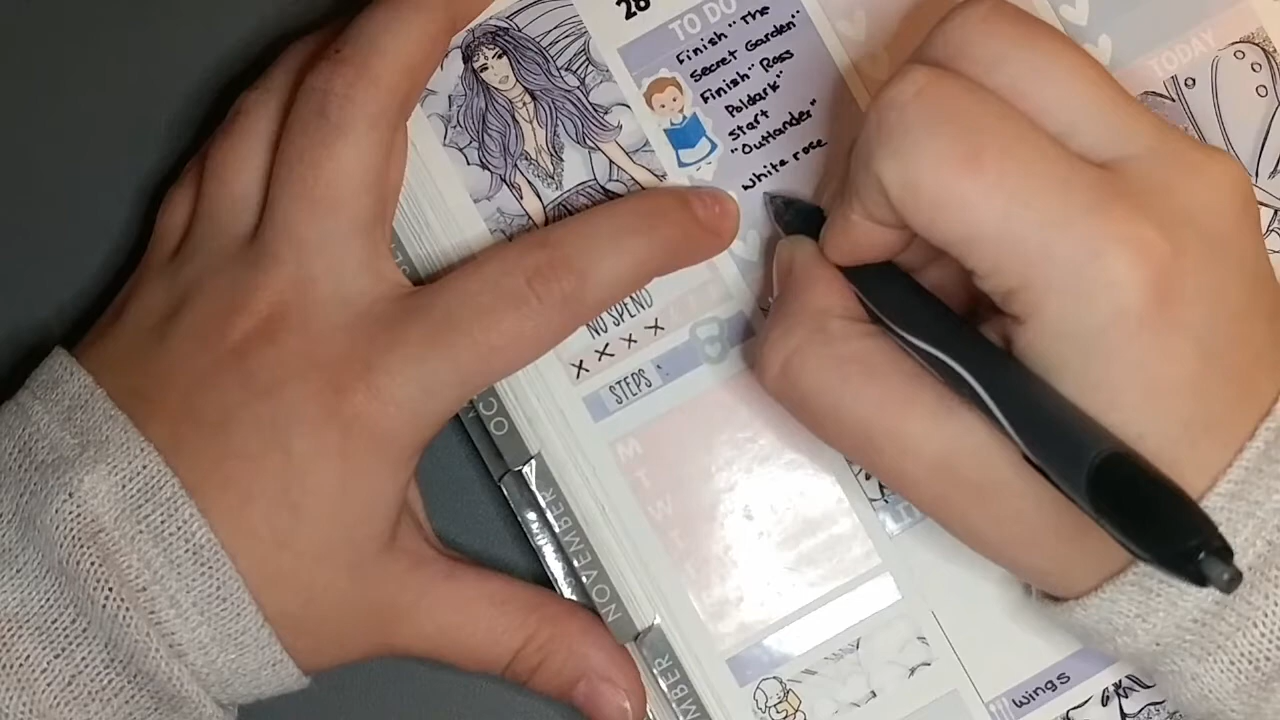 28
TO DO
Finish "The
Secret Garden"
Finish "Ross
Poldark"
Start
"Outlander"
White rose
TODAY
NO SPEND
X X X X
STEPS :
M
T
W
OC
NOVEMBER
MBER
wings